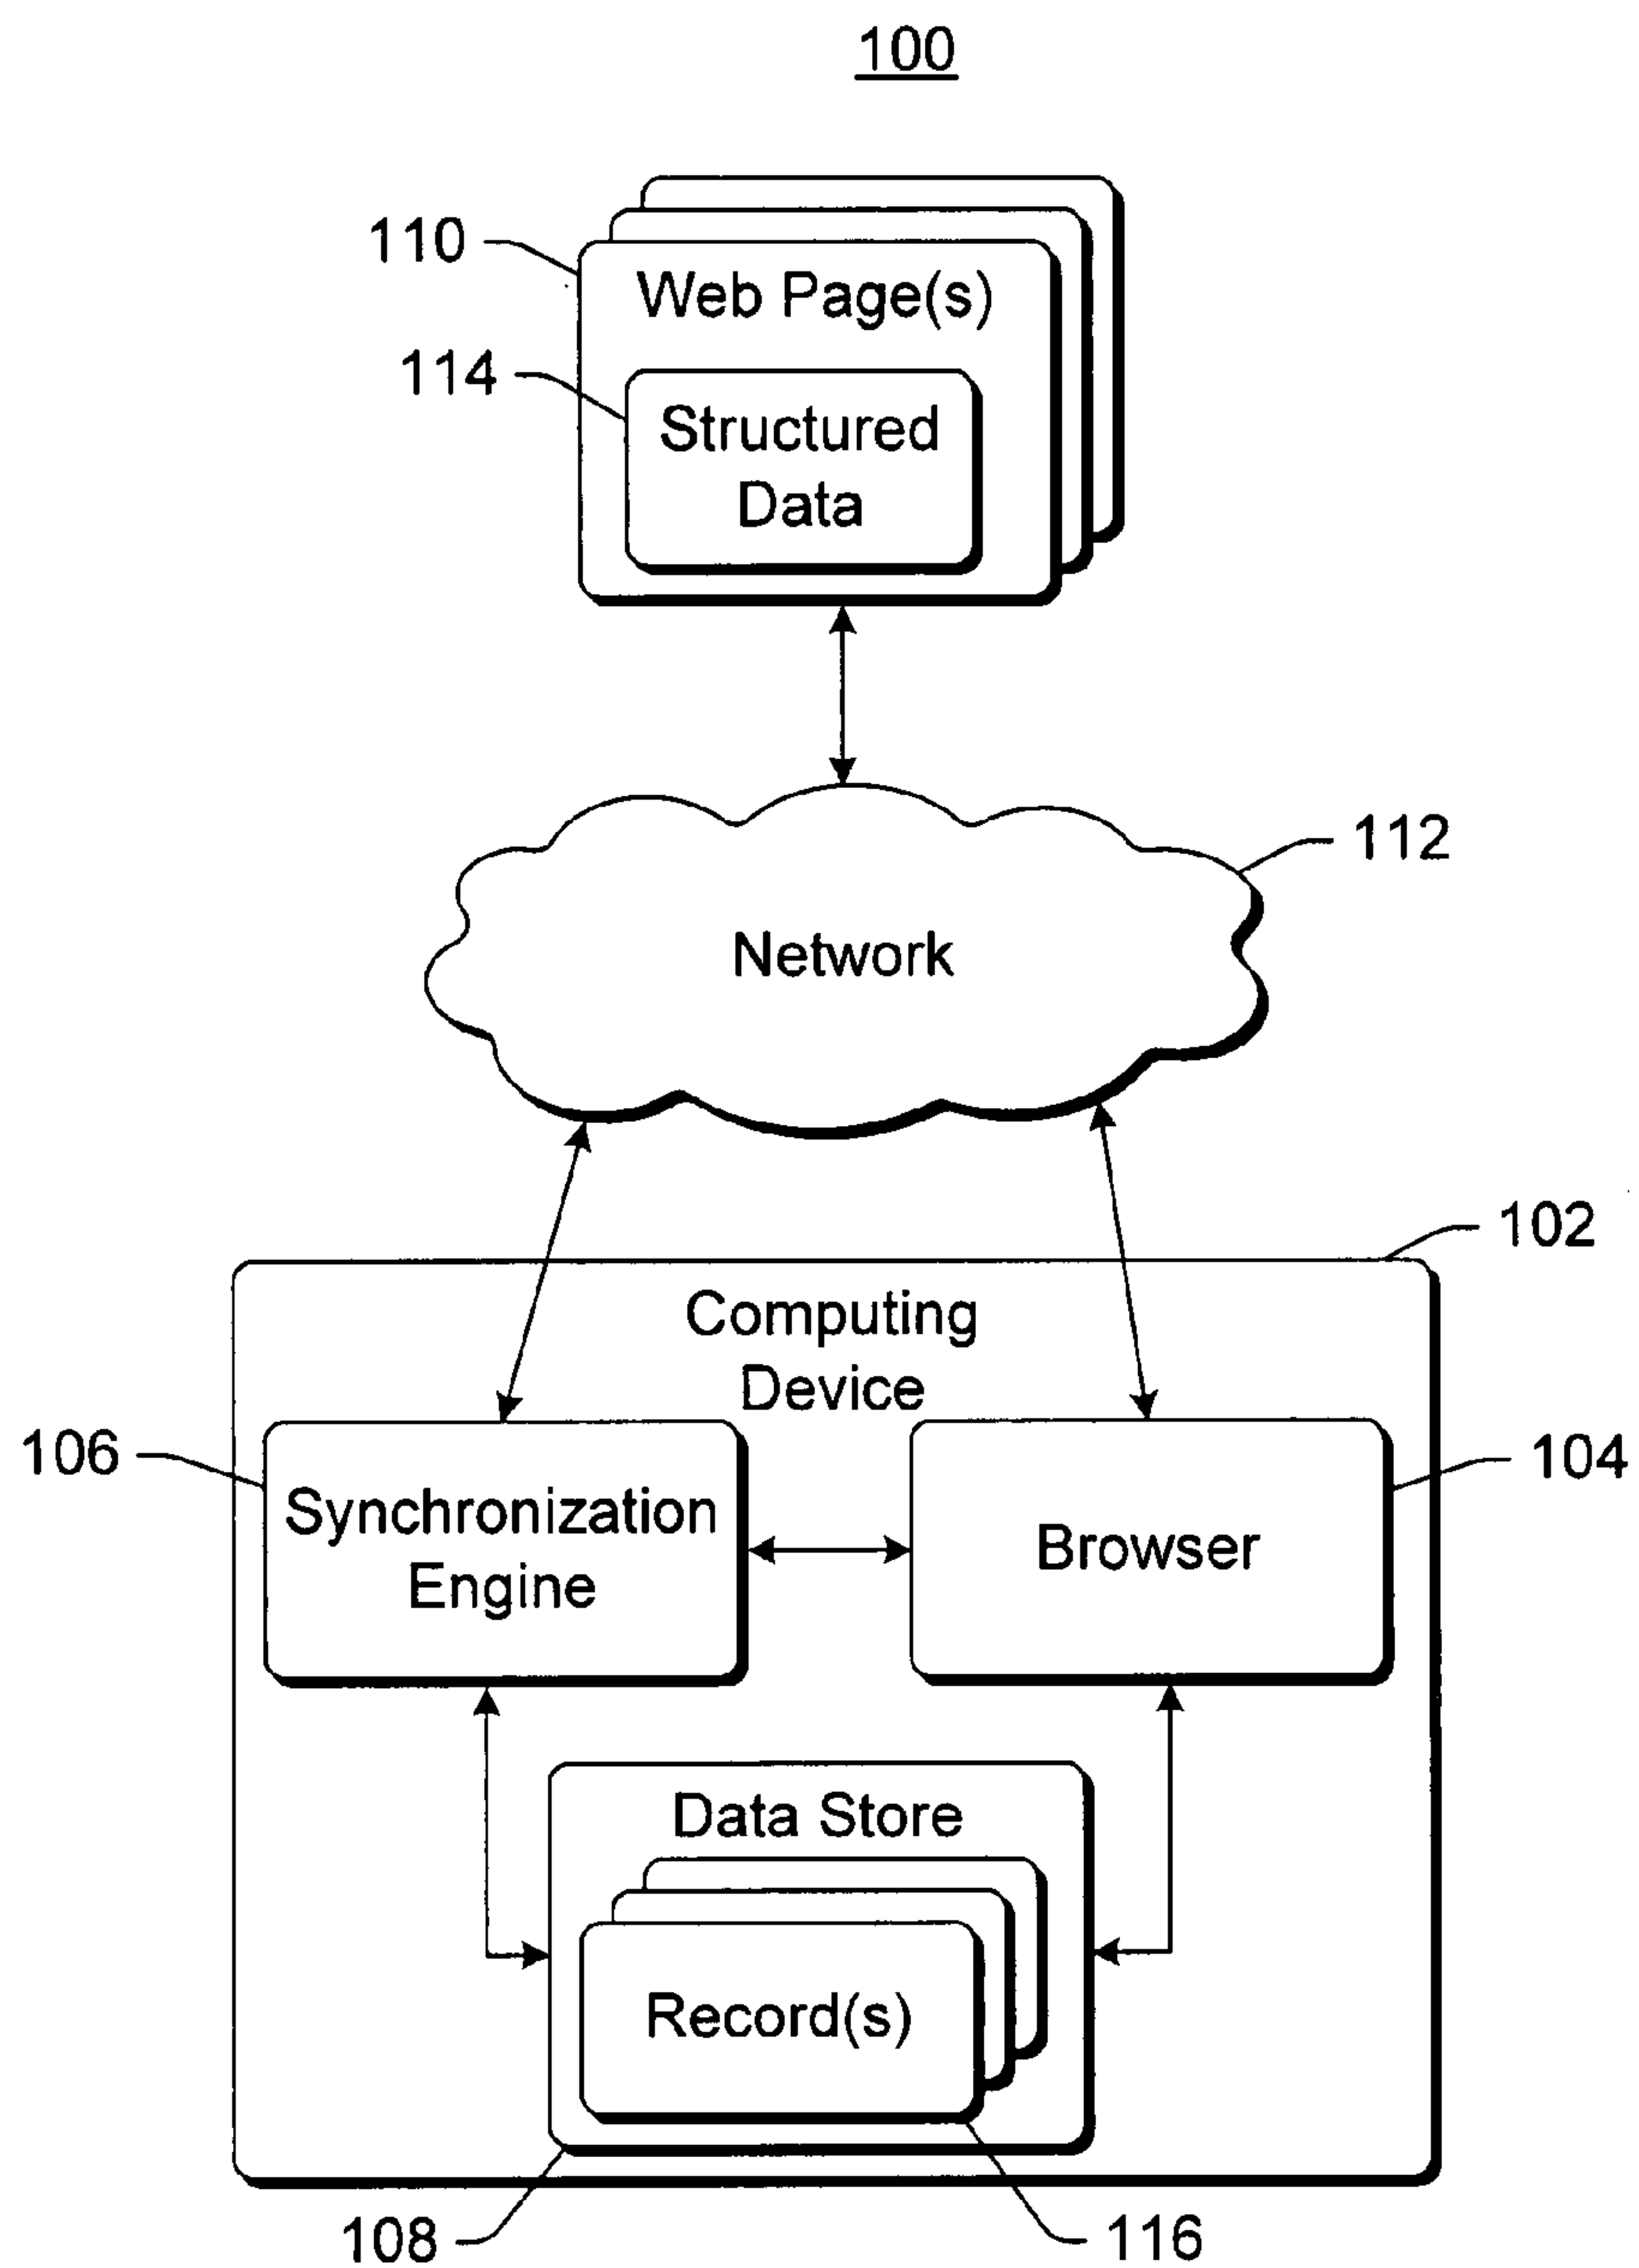 100
110
Web Page(s)
114
Structured
Data
112
Network
102
Computing
Device
106
104
Synchronization
Engine
Browser
Data Store
Record(s)
108
116